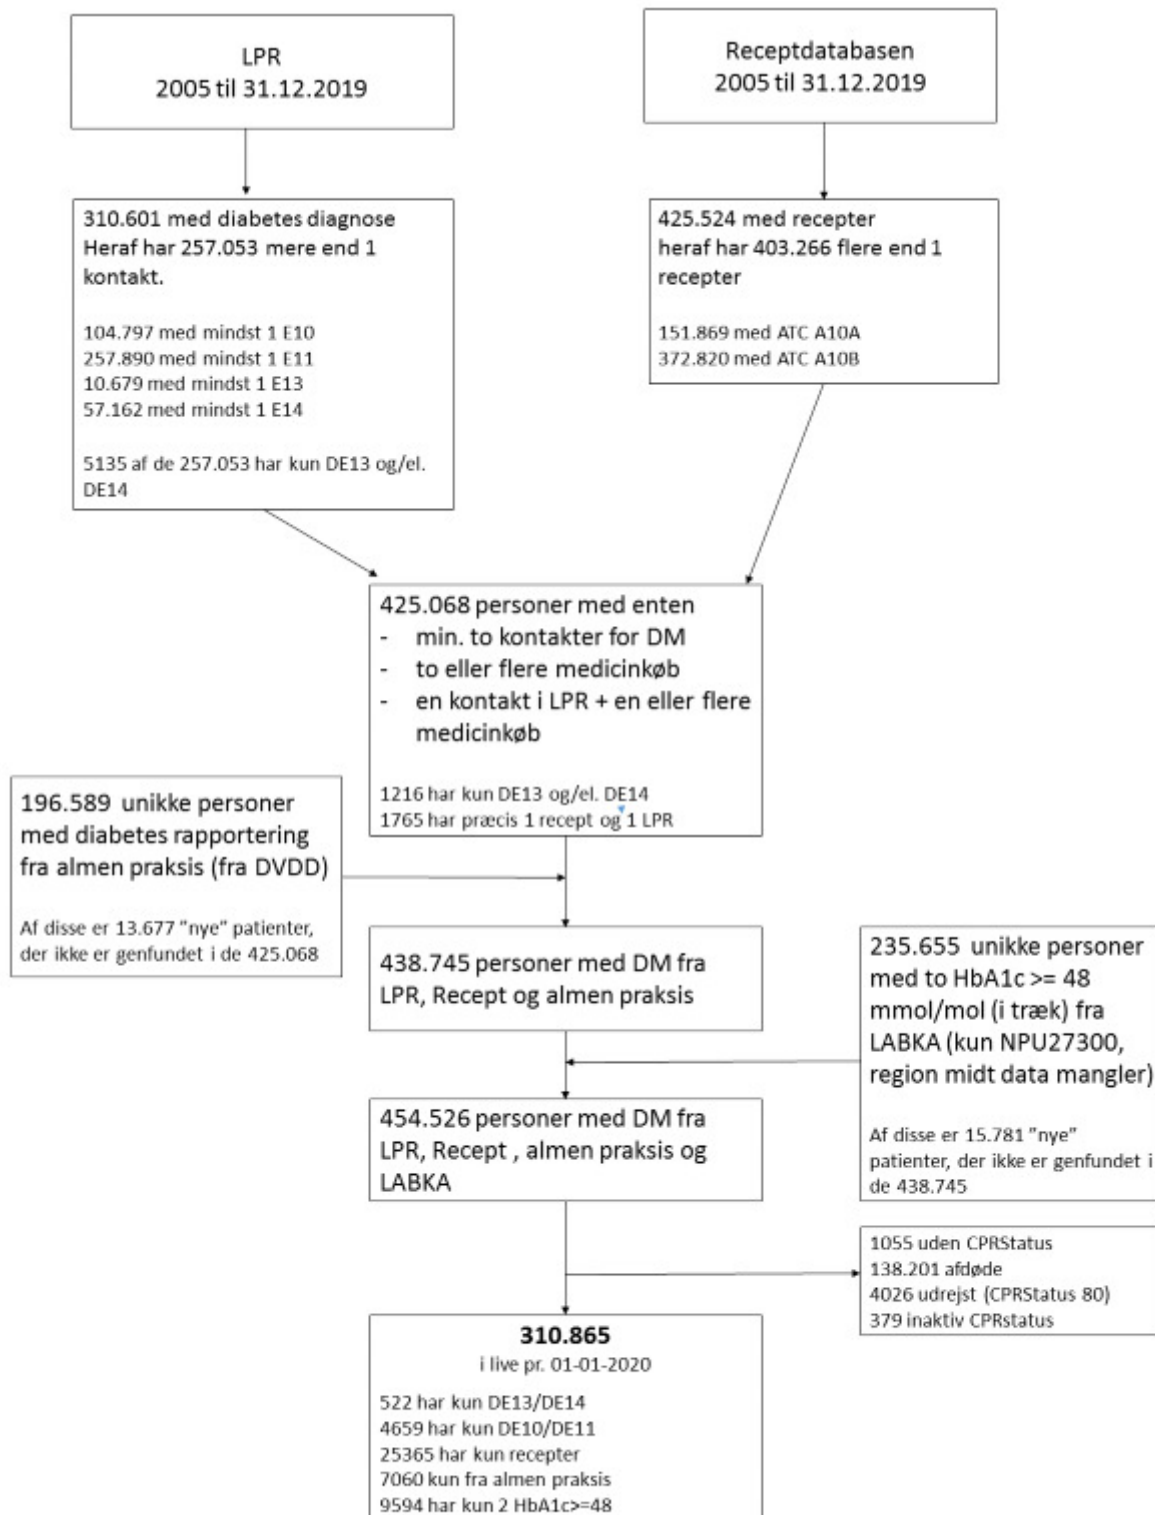 LPR
2005 til 31.12.2019
Receptdatabasen
2005 til 31.12.2019
310.601 med diabetes diagnose
Heraf har 257.053 mere end 1
kontakt.
104.797 med mindst 1 E10
257.890 med mindst 1 E11
10.679 med mindst 1 E13
57.162 med mindst 1 E14
5135 af de 257.053 har kun DE13 og/el.
DE14
425.524 med recepter
heraf har 403.266 flere end 1
recepter
151.869 med ATC A10A
372.820 med ATC A10B
425.068 personer med enten
- min. to kontakter for DM
- to eller flere medicinkøb
- en kontakt i LPR + en eller flere
medicinkøb
1216 har kun DE13 og/el. DE14
1765 har præcis 1 recept og 1 LPR
196.589 unikke personer
med diabetes rapportering
fra almen praksis (fra DVDD)
Af disse er 13.677 "nye" patienter,
der ikke er genfundet i de 425.068
438.745 personer med DM fra
LPR, Recept og almen praksis
235.655 unikke personer
med to HbA1c >= 48
mmol/mol (i træk) fra
LABKA (kun NPU27300,
region midt data mangler)
Af disse er 15.781 "nye"
patienter, der ikke er genfundet i
de 438.745
454.526 personer med DM fra
LPR, Recept , almen praksis og
LABKA
1055 uden CPRStatus
138.201 afdøde
4026 udrejst (CPRStatus 80)
379 inaktiv CPRstatus
310.865
i live pr. 01-01-2020
522 har kun DE13/DE14
4659 har kun DE10/DE11
25365 har kun recepter
7060 kun fra almen praksis
9594 har kun 2 HbA1c>=48